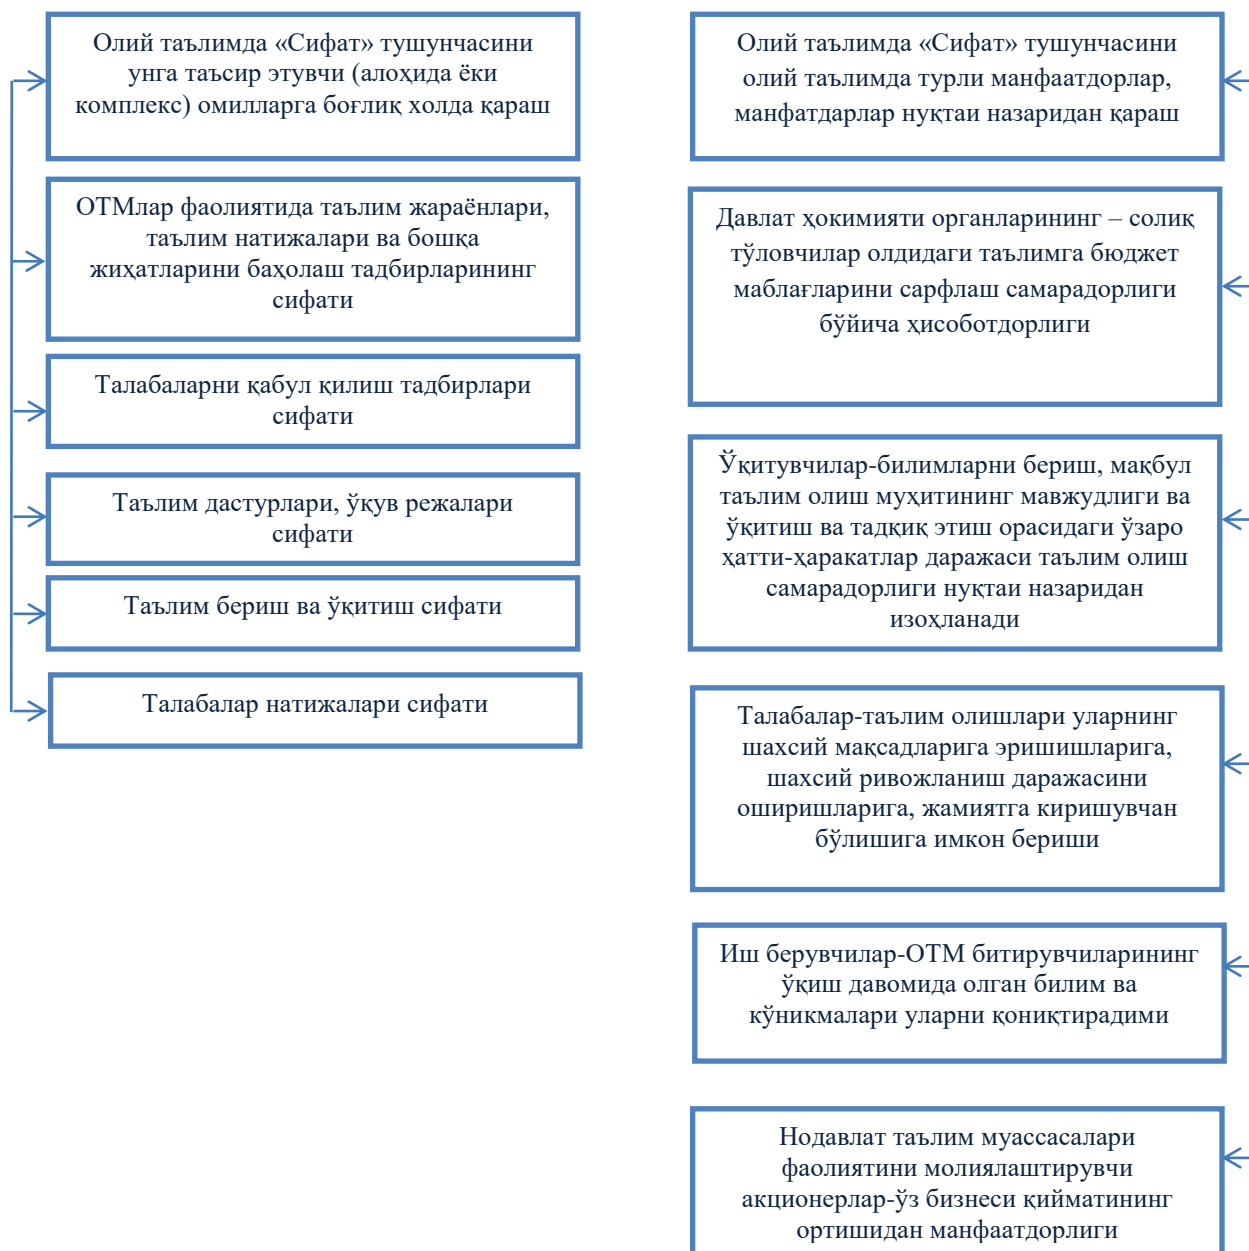 Олий таълимда «Сифат» тушунчасини
унга таъсир этувчи (алоҳида ёки
комплекс) омилларга боғлиқ холда қараш
ОТМлар фаолиятида таълим жараёнлари,
таълим натижалари ва бошқа
жиҳатларини баҳолаш тадбирларининг
сифати
Талабаларни қабул қилиш тадбирлари
сифати
Таълим дастурлари, ўқув режалари
сифати
Таълим бериш ва ўқитиш сифати
Талабалар натижалари сифати
Олий таълимда «Сифат» тушунчасини
олий таълимда турли манфаатдорлар,
манфатдарлар нуқтаи назаридан қараш
Давлат ҳокимияти органларининг – солиқ
тўловчилар олдидаги таълимга бюджет
маблағларини сарфлаш самарадорлиги
бўйича ҳисоботдорлиги
Ўқитувчилар-билимларни бериш, мақбул
таълим олиш муҳитининг мавжудлиги ва
ўқитиш ва тадқиқ этиш орасидаги ўзаро
ҳатти-ҳаракатлар даражаси таълим олиш
самарадорлиги нуқтаи назаридан
изоҳланади
Талабалар-таълим олишлари уларнинг
шахсий мақсадларига эришишларига,
шахсий ривожланиш даражасини
оширишларига, жамиятга киришувчан
бўлишига имкон бериши
Иш берувчилар-ОТМ битирувчиларининг
ўқиш давомида олган билим ва
кўникмалари уларни қониқтирадими
Нодавлат таълим муассасалари
фаолиятини молиялаштирувчи
акционерлар-ўз бизнеси қийматининг
ортишидан манфаатдорлиги